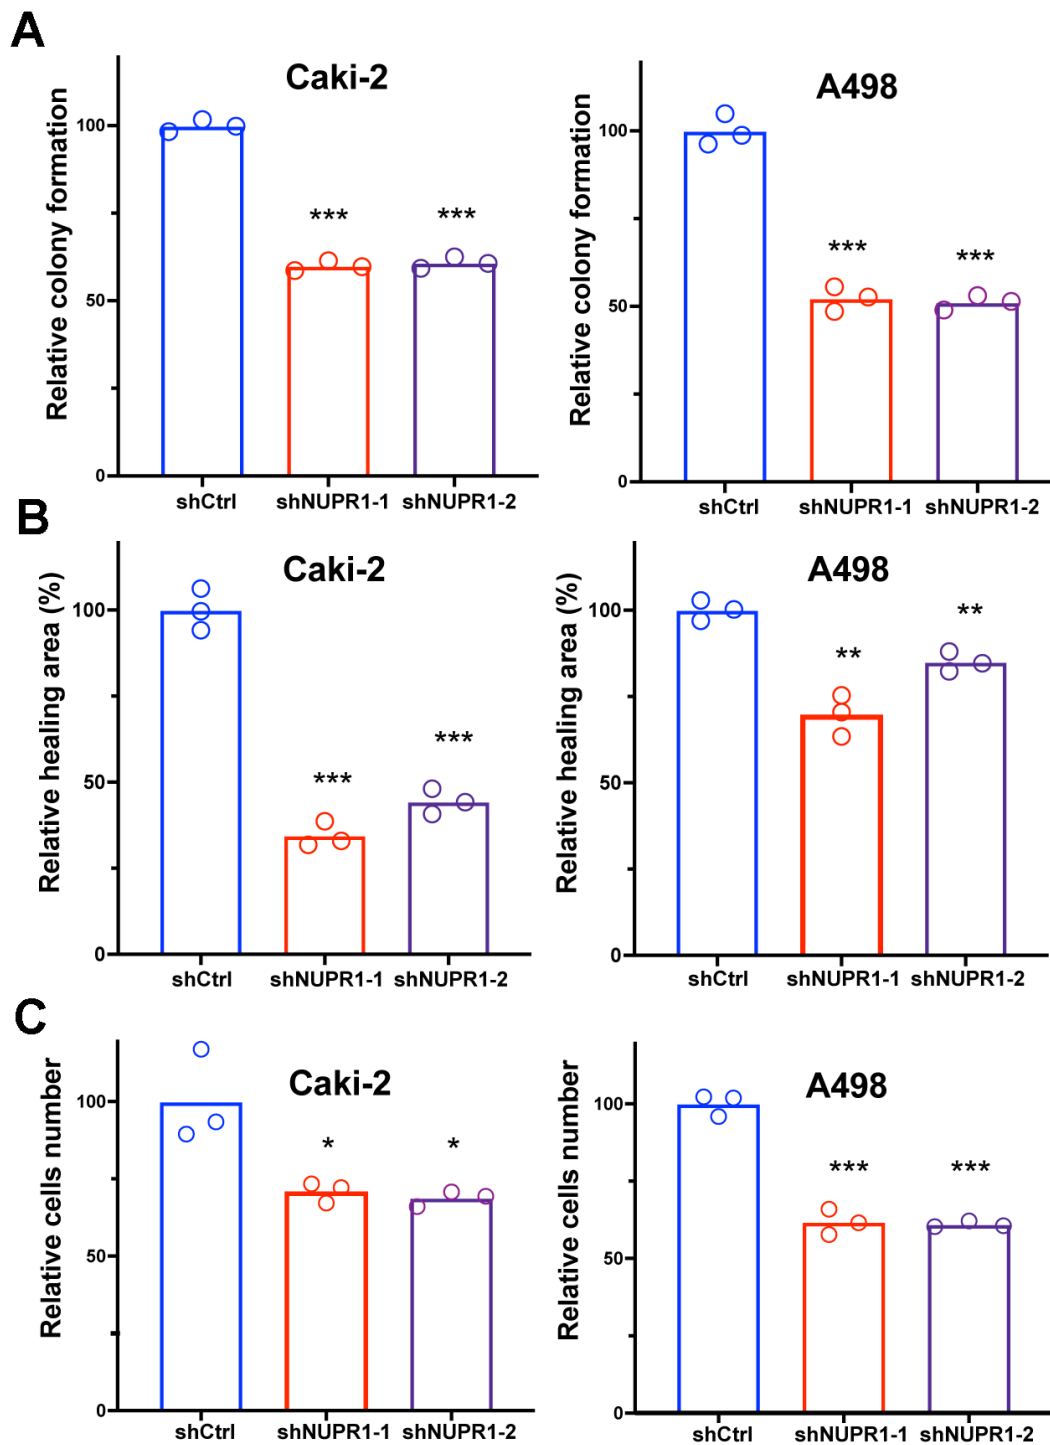 A
Caki-2
Relative colony formation
100
50
0
***
***
shCtrl
shNUPR1-1
shNUPR1-2
A498
Relative colony formation
100
50
0
***
***
shCtrl
shNUPR1-1
shNUPR1-2
B
Caki-2
Relative healing area (%)
100
50
0
***
***
shCtrl
shNUPR1-1
shNUPR1-2
A498
Relative healing area (%)
100
50
0
**
**
shCtrl
shNUPR1-1
shNUPR1-2
C
Caki-2
Relative cells number
100
50
0
*
*
shCtrl
shNUPR1-1
shNUPR1-2
A498
Relative cells number
100
50
0
***
***
shCtrl
shNUPR1-1
shNUPR1-2